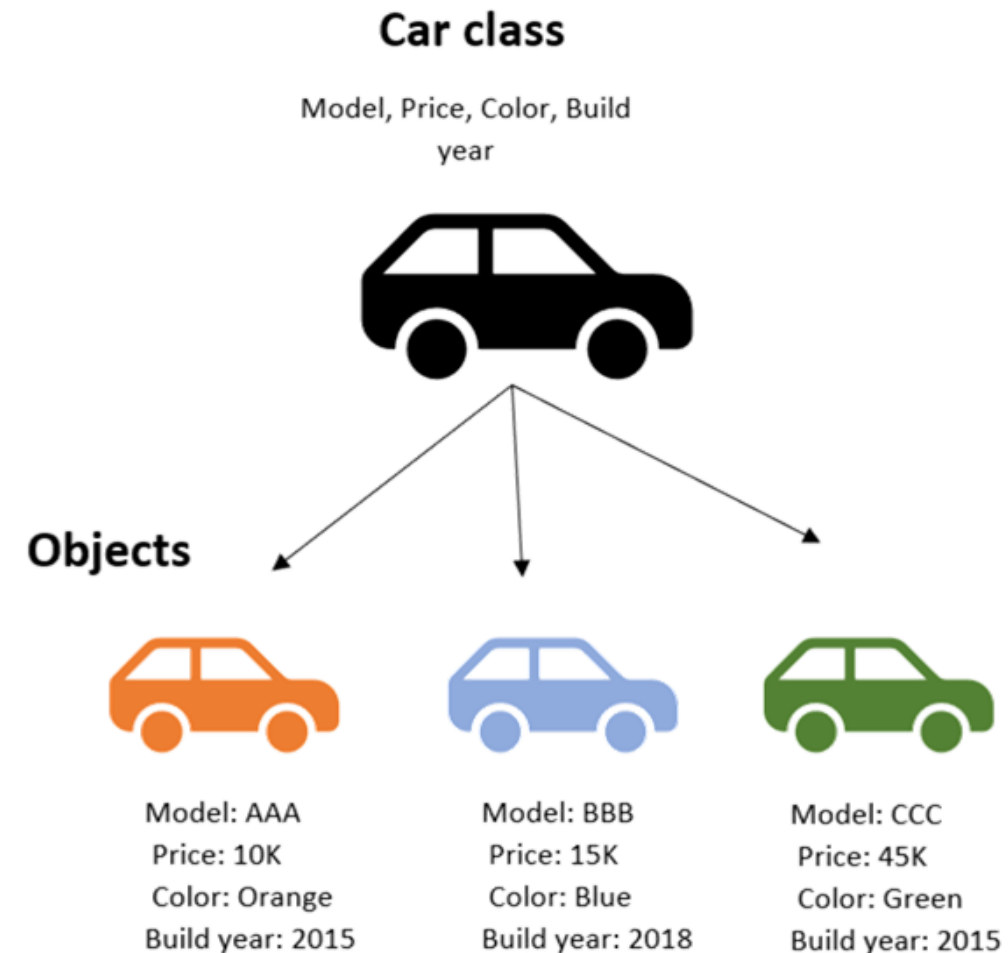 Car class
Model, Price, Color, Build
year
Objects
Model: AAA
Price: 10K
Color: Orange
Build year: 2015
Model: BBB
Price: 15K
Color: Blue
Build year: 2018
Model: CCC
Price: 45K
Color: Green
Build year: 2015